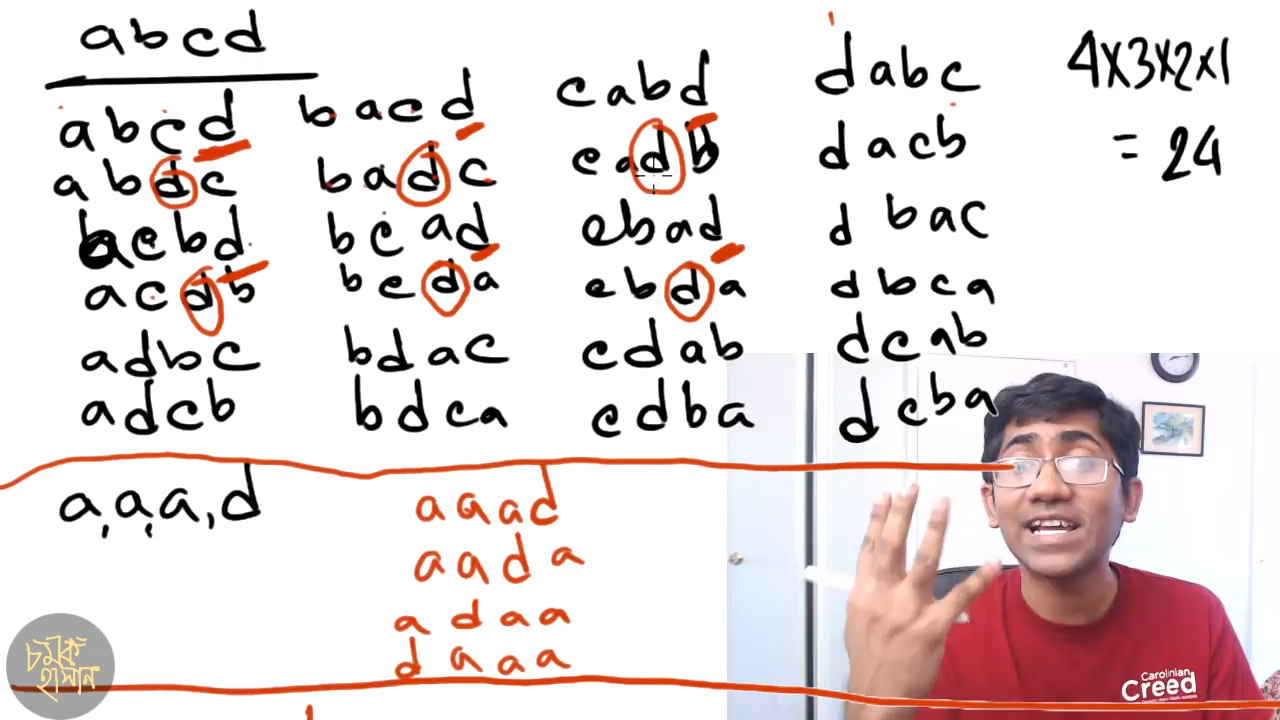 abcd
abcd
abdc
acbd
acdb
adbc
adcb
bacd
badc
bcad
bcda
bdac
bdca
cabd
cadb
cbad
cbda
cdab
cdba
dabc
dacb
dbac
dbca
dcab
dcba
4x3x2x1
= 24
a, a, a, d
aaad
aada
adaa
daaa
চমক
হাসান
Carolinian
Creed